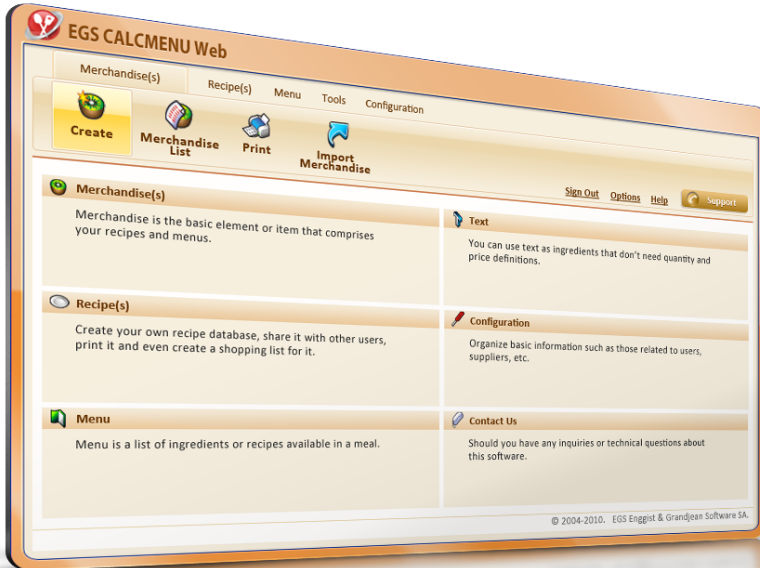 EGS CALCMENU Web
Merchandise(s)
Recipe(s)
Menu
Tools
Configuration
Create
Merchandise
List
Print
Import
Merchandise
Sign Out
Options
Help
Support
Merchandise(s)
Merchandise is the basic element or item that comprises
your recipes and menus.
Text
You can use text as ingredients that don't need quantity and
price definitions.
Recipe(s)
Create your own recipe database, share it with other users,
print it and even create a shopping list for it.
Configuration
Organize basic information such as those related to users,
suppliers, etc.
Menu
Menu is a list of ingredients or recipes available in a meal.
Contact Us
Should you have any inquiries or technical questions about
this software.
© 2004-2010. EGS Enggist & Grandjean Software SA.